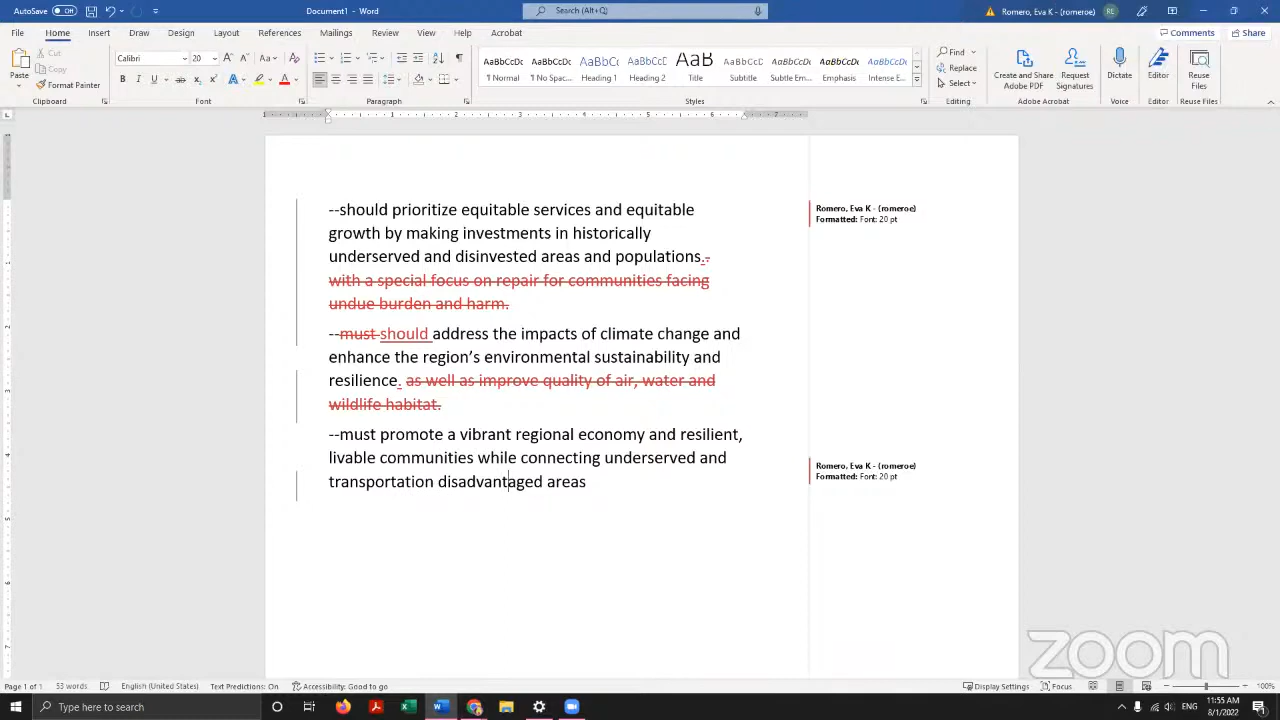 AutoSave Off
Document1 - Word
Search (Alt+Q)
Romero, Eva K - (romeroe) RE
File Home Insert Draw Design Layout References Mailings Review View Help Acrobat
Comments Share
Paste
Cut
Copy
Format Painter
Clipboard
Calibri 20
Font
Paragraph
AaBbCcDc AaBbCcDc AaBbCc AaBbCcD AaB AaBbCcD AaBbCcDc AaBbCcDc AaBbCcDc
1 Normal 1 No Spac... Heading 1 Heading 2 Title Subtitle Subtle Em... Emphasis Intense E...
Styles
Find
Replace
Select
Editing
Create and Share Adobe PDF
Request Signatures
Adobe Acrobat
Dictate
Voice
Editor
Editor
Reuse Files
Reuse Files
--should prioritize equitable services and equitable
growth by making investments in historically
underserved and disinvested areas and populations.-
with a special focus on repair for communities facing
undue burden and harm.
--must should address the impacts of climate change and
enhance the region's environmental sustainability and
resilience. as well as improve quality of air, water and
wildlife habitat.
--must promote a vibrant regional economy and resilient,
livable communities while connecting underserved and
transportation disadvantaged areas
Romero, Eva K - (romeroe)
Formatted: Font: 20 pt
Romero, Eva K - (romeroe)
Formatted: Font: 20 pt
zoom
Page 1 of 1 53 words English (United States) Text Predictions: On Accessibility: Good to go
Display Settings Focus 100%
Type here to search
11:55 AM
8/1/2022